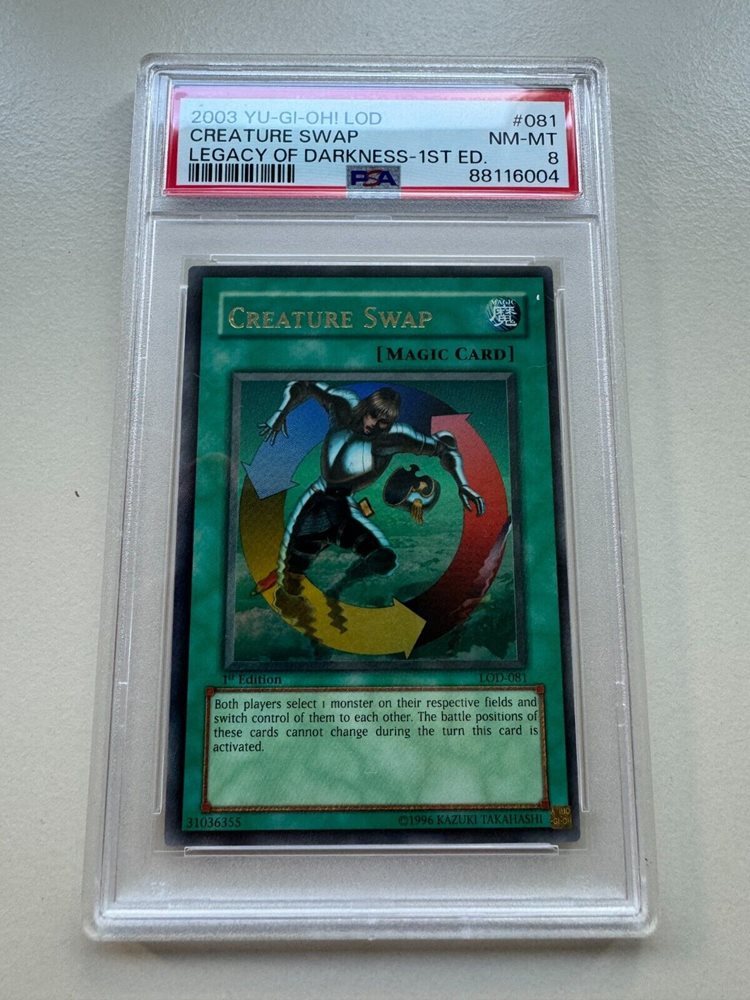 2003 YU-GI-OH! LOD #081
CREATURE SWAP NM-MT
LEGACY OF DARKNESS-1ST ED. 8
PSA 88116004
CREATURE SWAP
MAGIC
魔
[MAGIC CARD]
1st Edition LOD-081
Both players select 1 monster on their respective fields and
switch control of them to each other. The battle positions of
these cards cannot change during the turn this card is
activated.
31036355 ©1996 KAZUKI TAKAHASHI